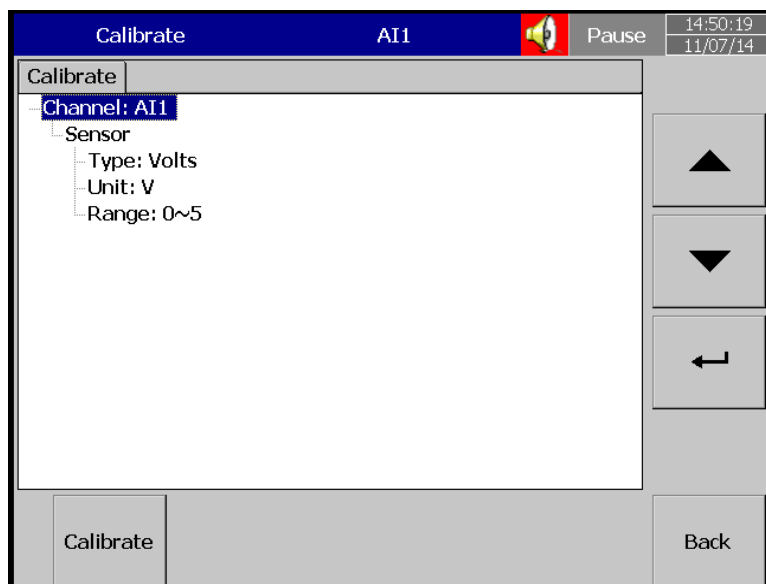 Calibrate AI1 Pause 14:50:19
11/07/14
Calibrate
Channel: AI1
Sensor
Type: Volts
Unit: V
Range: 0~5
Calibrate Back